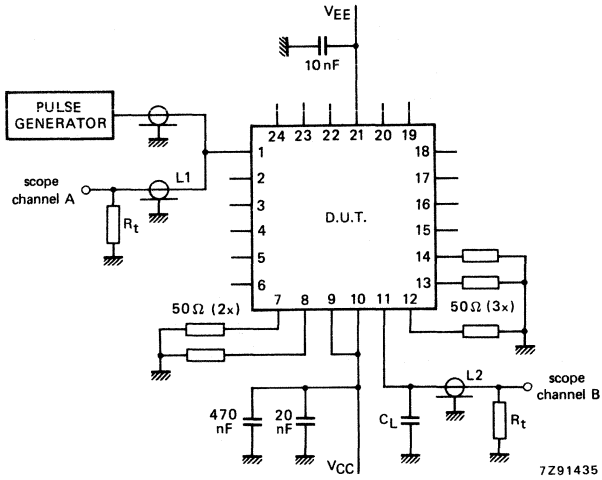 VEE
10 nF
PULSE
GENERATOR
24 23 22 21 20 19
1
2
3
4
5
6
18
17
16
15
14
13
L1
scope
channel A
Rt
D.U.T.
7 8 9 10 11 12
50Ω (2x)
50Ω (3x)
470
nF
20
nF
CL
L2
scope
channel B
Rt
VCC
7Z91435